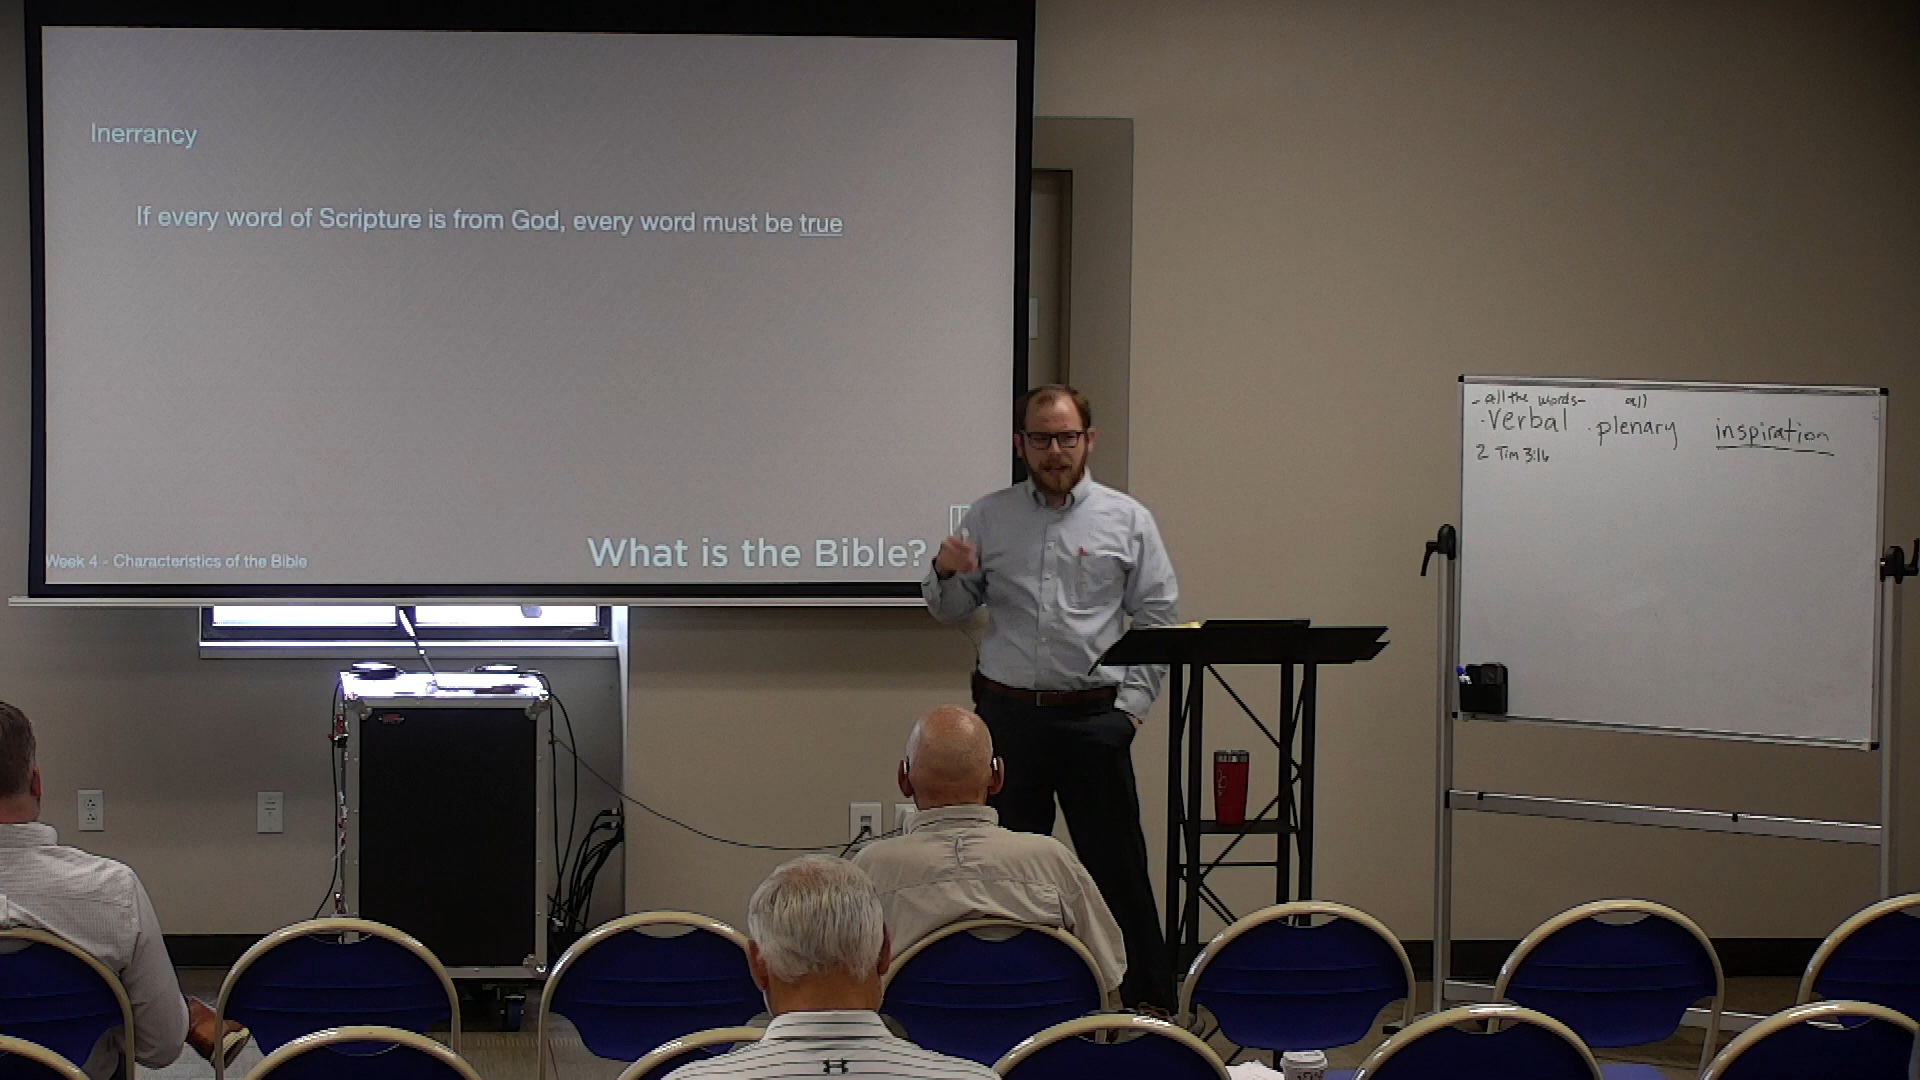 Inerrancy
If every word of Scripture is from God, every word must be true
Week 4 - Characteristics of the Bible
What is the Bible?
- all the words- all
· Verbal · plenary inspiration
2 Tim 3:16